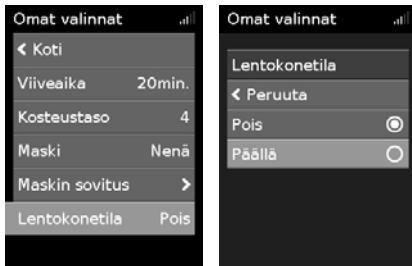 Omat valinnat
Koti
Viiveaika 20min.
Kosteustaso 4
Maski Nenä
Maskin sovitus
Lentokonetila Pois
Omat valinnat
Lentokonetila
Peruuta
Pois
Päällä